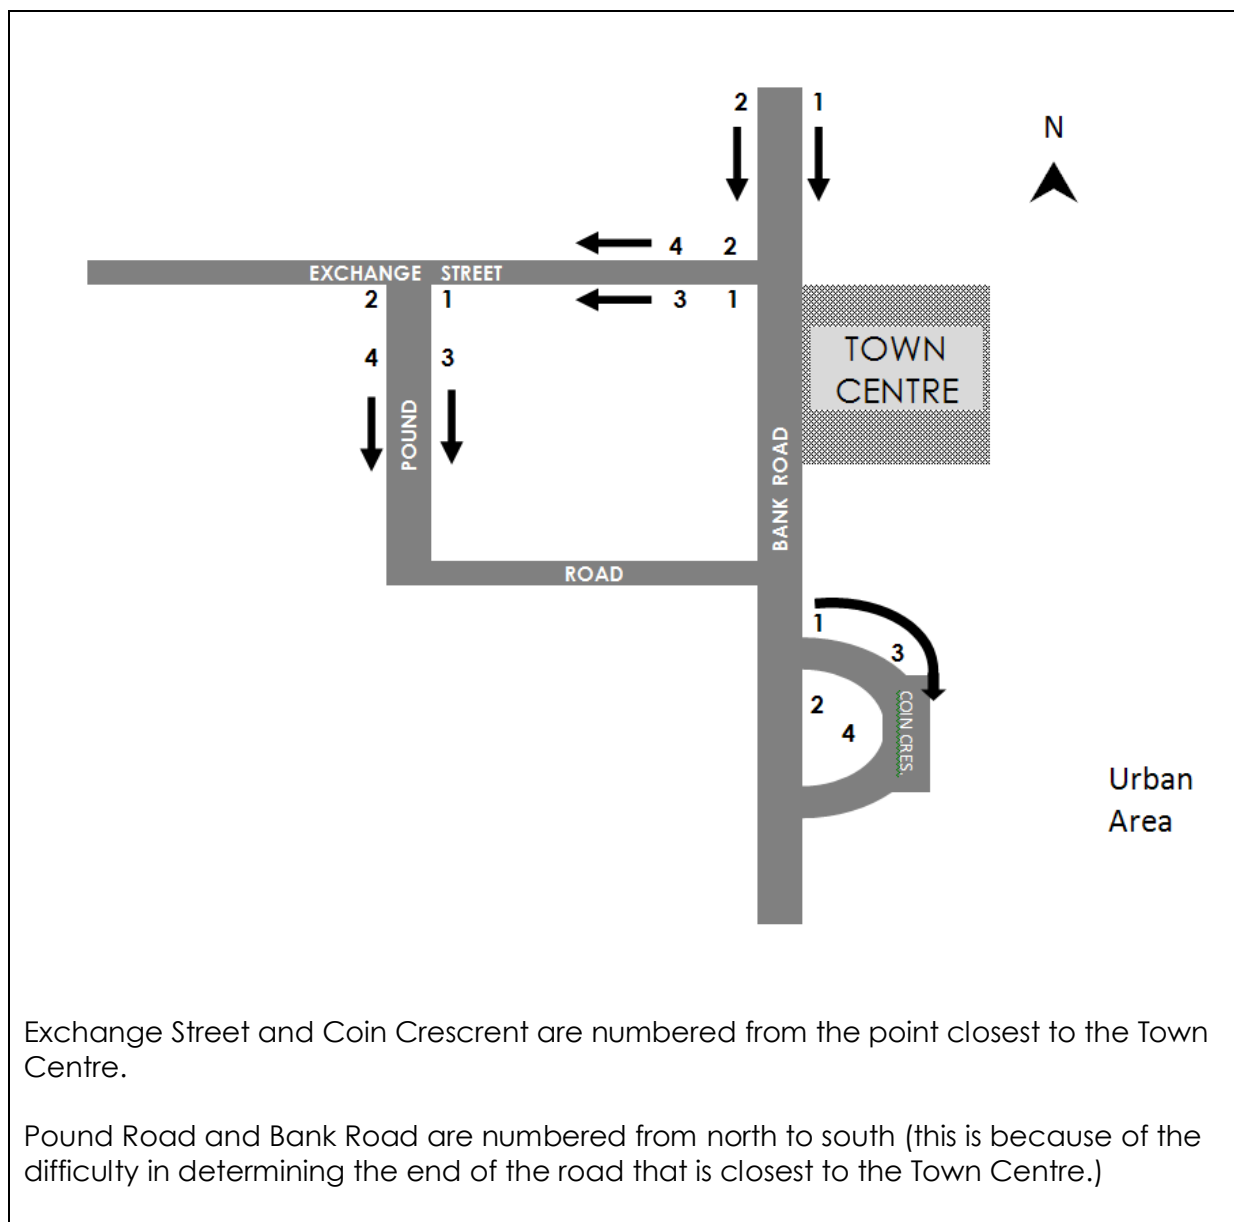 2 1
N
4 2
EXCHANGE STREET
2 1 3 1
TOWN
CENTRE
4 3
POUND
BANK ROAD
ROAD
1
3
2
COIN CRES.
4
Urban
Area
Exchange Street and Coin Crescrent are numbered from the point closest to the Town
Centre.
Pound Road and Bank Road are numbered from north to south (this is because of the
difficulty in determining the end of the road that is closest to the Town Centre.)